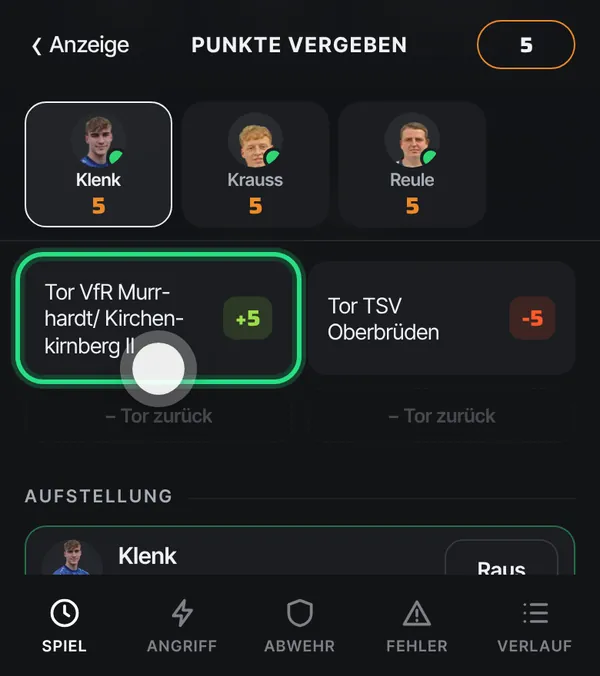 ‹ Anzeige
PUNKTE VERGEBEN
5
Klenk
5
Krauss
5
Reule
5
Tor VfR Murr-
hardt/ Kirchen-
kirnberg II
+5
Tor TSV
Oberbrüden
-5
– Tor zurück
– Tor zurück
AUFSTELLUNG
Klenk
Raus
SPIEL
ANGRIFF
ABWEHR
FEHLER
VERLAUF